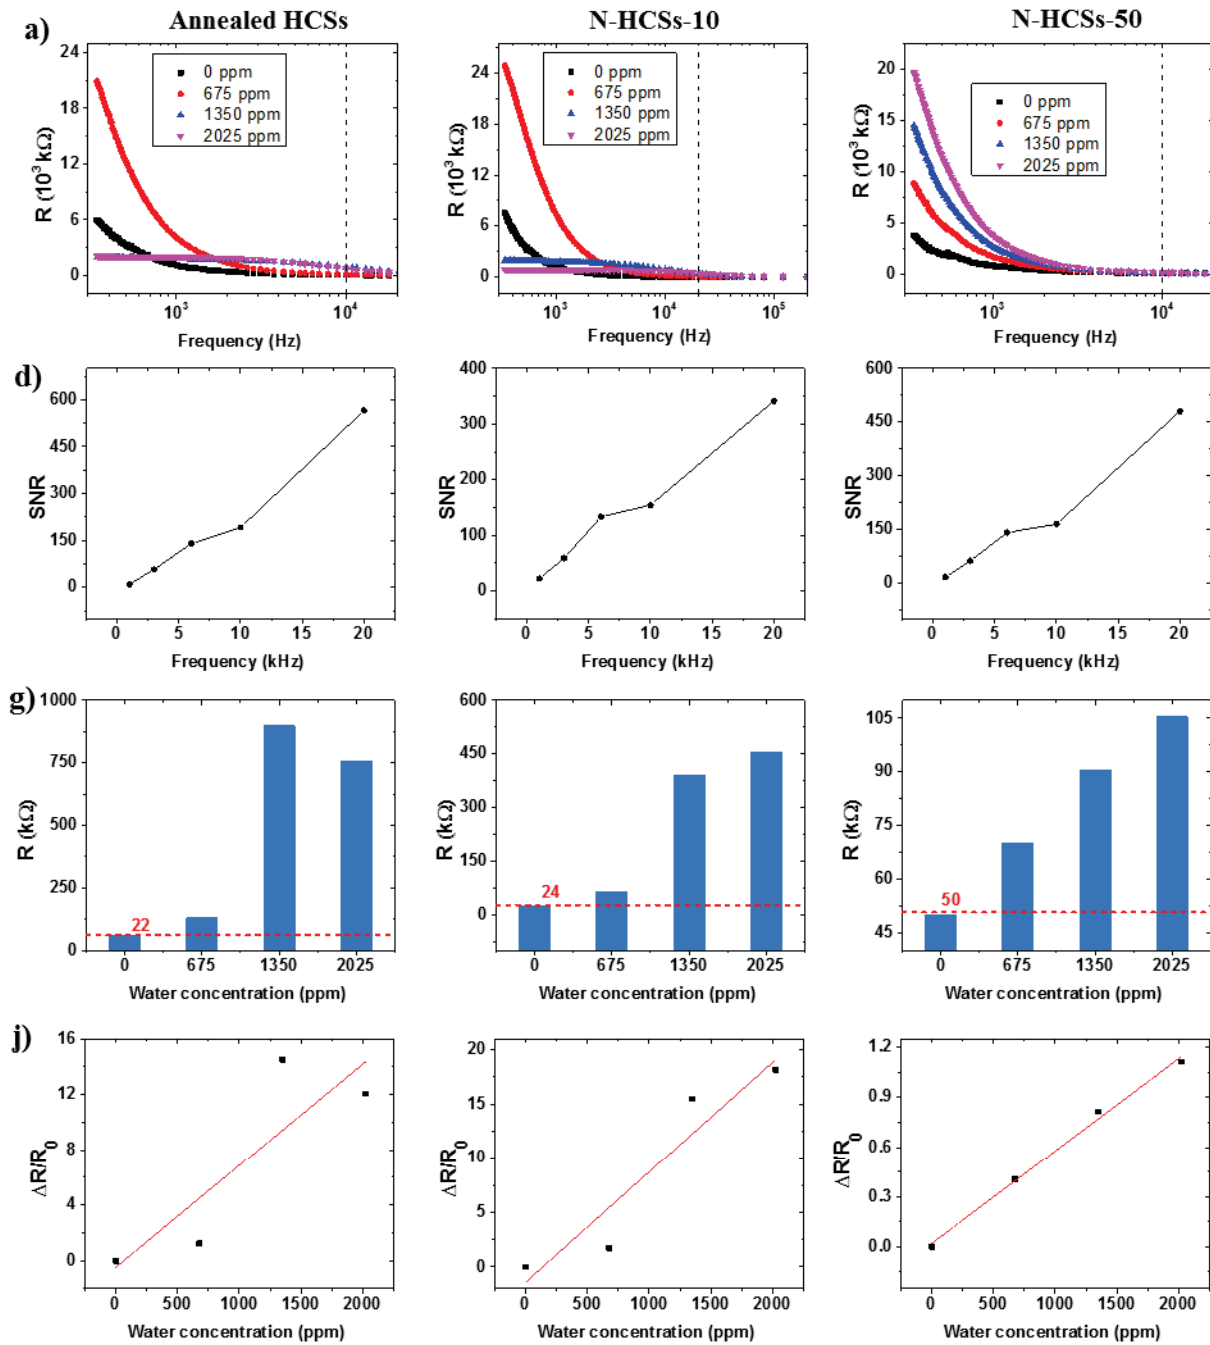 a)
Annealed HCSs
N-HCSs-10
N-HCSs-50
R (10³ kΩ)
24
18
12
6
0
0 ppm
675 ppm
1350 ppm
2025 ppm
10³
10⁴
Frequency (Hz)
R (10³ kΩ)
24
18
12
6
0
0 ppm
675 ppm
1350 ppm
2025 ppm
10³
10⁴
10⁵
Frequency (Hz)
R (10³ kΩ)
20
15
10
5
0
0 ppm
675 ppm
1350 ppm
2025 ppm
10³
10⁴
Frequency (Hz)
d)
SNR
600
450
300
150
0
0
5
10
15
20
Frequency (kHz)
SNR
400
300
200
100
0
0
5
10
15
20
Frequency (kHz)
SNR
600
450
300
150
0
0
5
10
15
20
Frequency (kHz)
g)
R (kΩ)
1000
750
500
250
0
22
0
675
1350
2025
Water concentration (ppm)
R (kΩ)
600
450
300
150
0
24
0
675
1350
2025
Water concentration (ppm)
R (kΩ)
105
90
75
60
45
50
0
675
1350
2025
Water concentration (ppm)
j)
ΔR/R₀
16
12
8
4
0
0
500
1000
1500
2000
Water concentration (ppm)
ΔR/R₀
20
15
10
5
0
0
500
1000
1500
2000
Water concentration (ppm)
ΔR/R₀
1.2
0.9
0.6
0.3
0.0
0
500
1000
1500
2000
Water concentration (ppm)